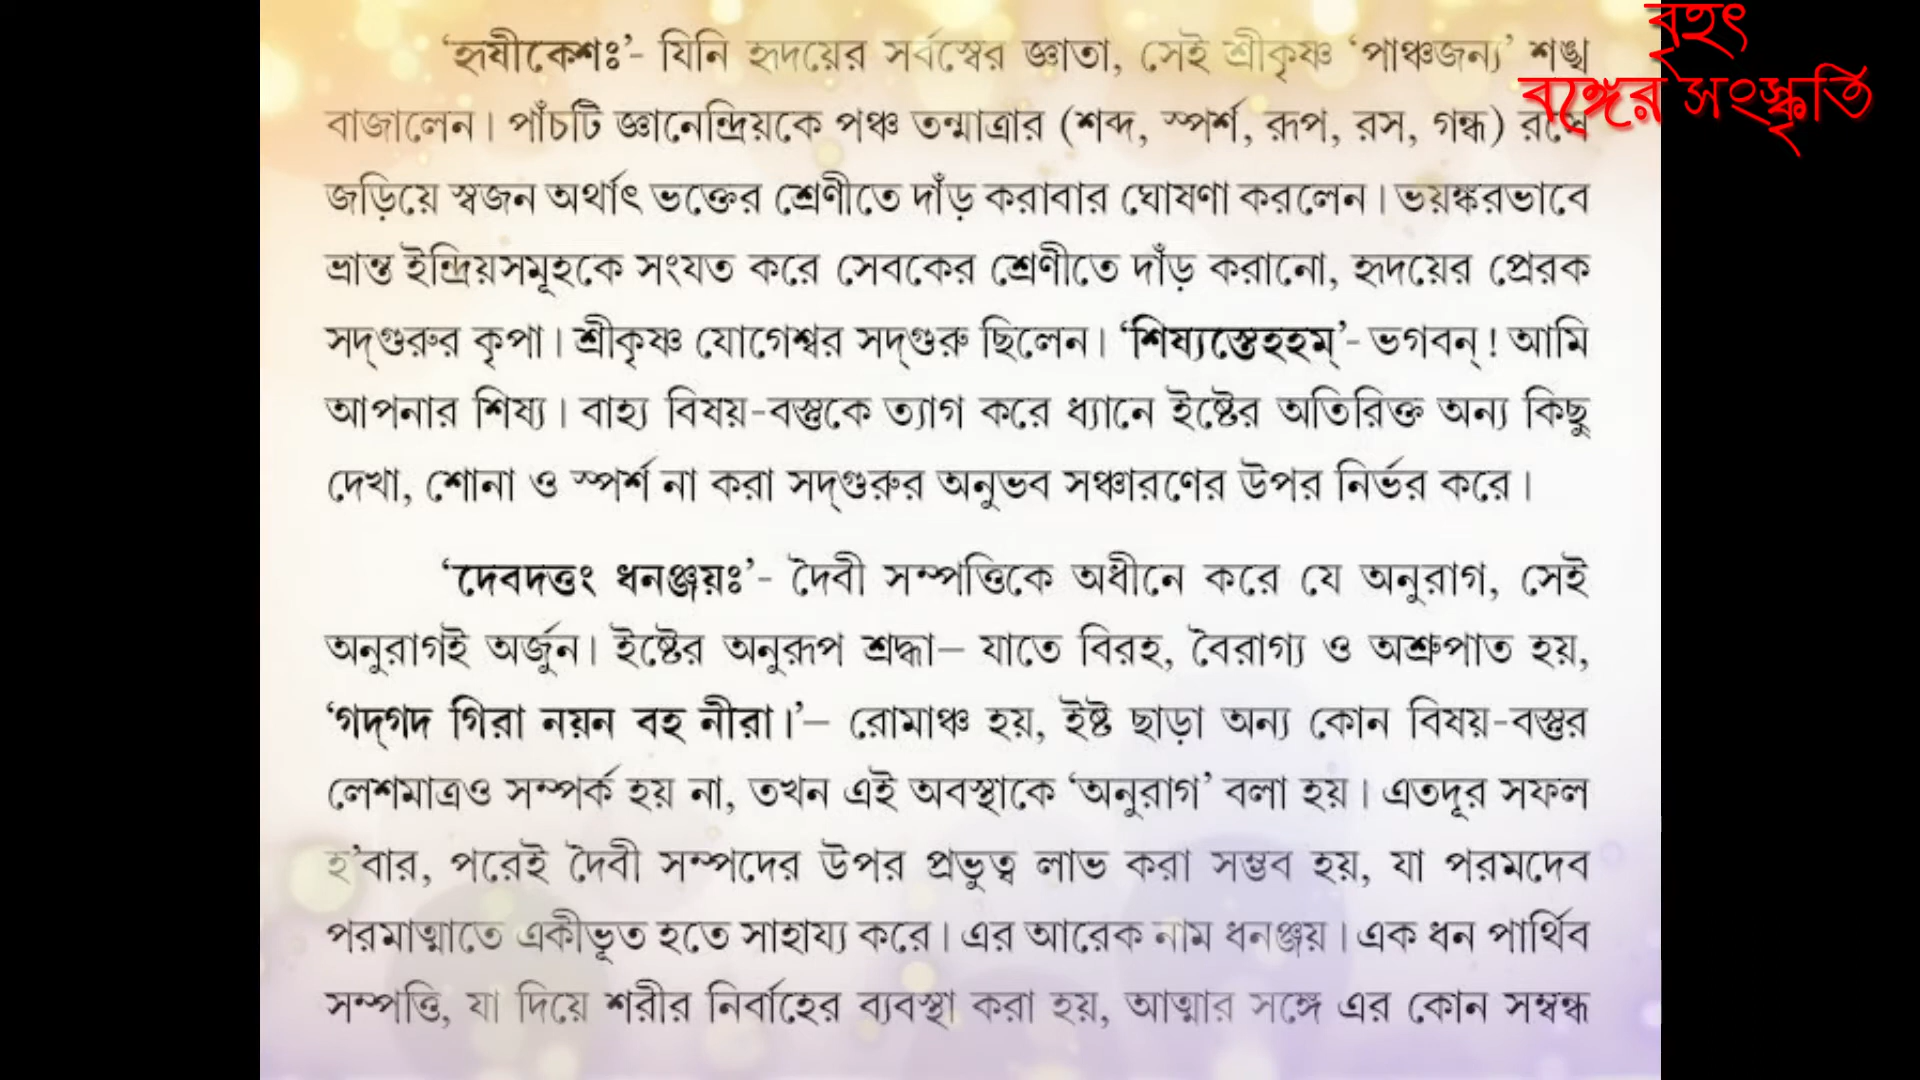 ‘হৃষীকেশঃ’- যিনি হৃদয়ের সর্বস্বের জ্ঞাতা, সেই শ্রীকৃষ্ণ ‘পাঞ্চজন্য’ শঙ্খ
বাজালেন। পাঁচটি জ্ঞানেন্দ্রিয়কে পঞ্চ তন্মাত্রার (শব্দ, স্পর্শ, রূপ, রস, গন্ধ) রসে
জড়িয়ে স্বজন অর্থাৎ ভক্তের শ্রেণীতে দাঁড় করাবার ঘোষণা করলেন। ভয়ঙ্করভাবে
ভ্রান্ত ইন্দ্রিয়সমূহকে সংযত করে সেবকের শ্রেণীতে দাঁড় করানো, হৃদয়ের প্রেরক
সদ্‌গুরুর কৃপা। শ্রীকৃষ্ণ যোগেশ্বর সদ্‌গুরু ছিলেন। ‘শিষ্যস্তেহহম্’- ভগবন্! আমি
আপনার শিষ্য। বাহ্য বিষয়-বস্তুকে ত্যাগ করে ধ্যানে ইষ্টের অতিরিক্ত অন্য কিছু
দেখা, শোনা ও স্পর্শ না করা সদ্‌গুরুর অনুভব সঞ্চারণের উপর নির্ভর করে।
‘দেবদত্তং ধনঞ্জয়ঃ’- দৈবী সম্পত্তিকে অধীনে করে যে অনুরাগ, সেই
অনুরাগই অর্জুন। ইষ্টের অনুরূপ শ্রদ্ধা– যাতে বিরহ, বৈরাগ্য ও অশ্রুপাত হয়,
‘গদ্‌গদ গিরা নয়ন বহ নীরা।’– রোমাঞ্চ হয়, ইষ্ট ছাড়া অন্য কোন বিষয়-বস্তুর
লেশমাত্রও সম্পর্ক হয় না, তখন এই অবস্থাকে ‘অনুরাগ’ বলা হয়। এতদূর সফল
হ’বার, পরেই দৈবী সম্পদের উপর প্রভুত্ব লাভ করা সম্ভব হয়, যা পরমদেব
পরমাত্মাতে একীভূত হতে সাহায্য করে। এর আরেক নাম ধনঞ্জয়। এক ধন পার্থিব
সম্পত্তি, যা দিয়ে শরীর নির্বাহের ব্যবস্থা করা হয়, আত্মার সঙ্গে এর কোন সম্বন্ধ
বৃহৎ
বঙ্গের সংস্কৃতি